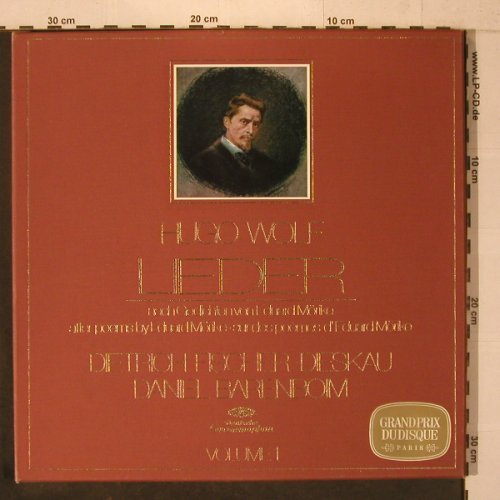 30 cm 20 cm 10 cm
www.LP-CD.de
10 cm
20 cm
30 cm
HUGO WOLF
LIEDER
nach Gedichten von Eduard Mörike
after poems by Eduard Mörike · sur des poèmes d'Eduard Mörike
DIETRICH FISCHER-DIESKAU
DANIEL BARENBOIM
Deutsche
Grammophon
VOLUME 1
GRAND PRIX
DU DISQUE
PARIS